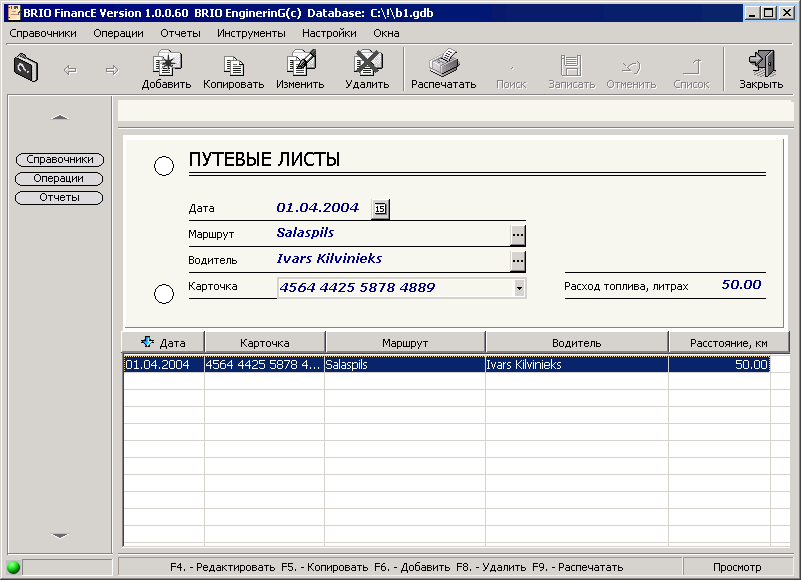 BRIO FinancE Version 1.0.0.60 BRIO EngineerinG(c) Database: C:\!\b1.gdb
Справочники Операции Отчеты Инструменты Настройки Окна
Добавить Копировать Изменить Удалить Распечатать Поиск Записать Отменить Список Закрыть
Справочники
Операции
Отчеты
ПУТЕВЫЕ ЛИСТЫ
Дата 01.04.2004 15
Маршрут Salaspils ...
Водитель Ivars Kilvinieks ...
Карточка 4564 4425 5878 4889 Расход топлива, литрах 50.00
Дата Карточка Маршрут Водитель Расстояние, км
01.04.2004 4564 4425 5878 4... Salaspils Ivars Kilvinieks 50.00
F4. - Редактировать F5. - Копировать F6. - Добавить F8. - Удалить F9. - Распечатать Просмотр